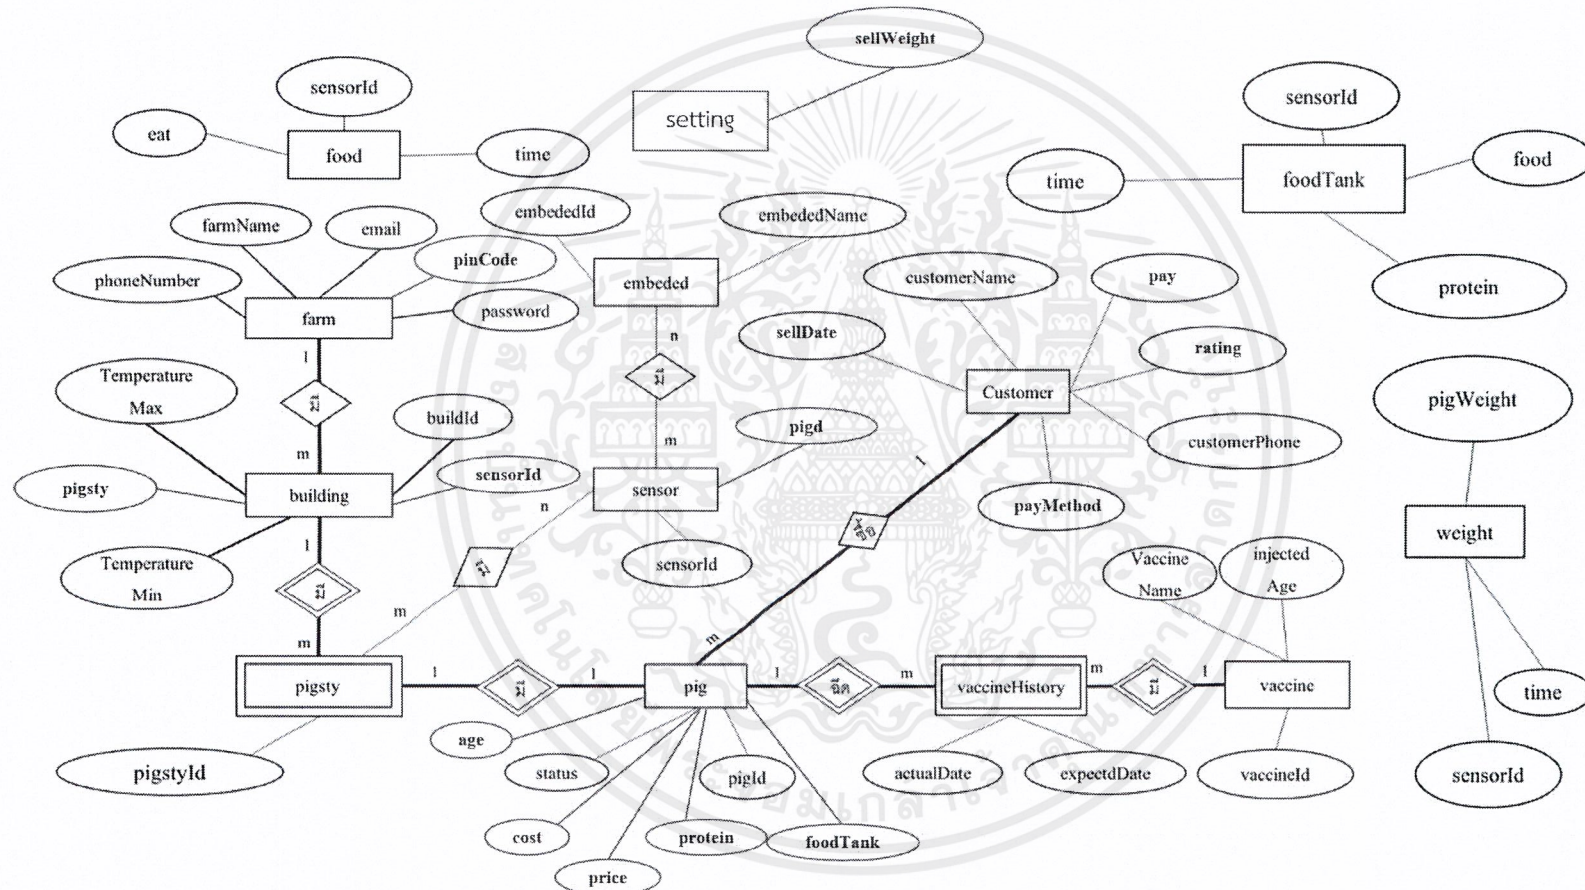 sellWeight
sensorId
setting
sensorId
eat
food
time
foodTank
food
time
embededId
embededName
farmName
email
pinCode
phoneNumber
farm
password
embeded
customerName
pay
protein
1
n
sellDate
rating
Temperature
Max
มี
มี
Customer
buildId
pigWeight
m
m
pigd
customerPhone
pigsty
building
sensorId
sensor
1
payMethod
n
1
ซื้อ
weight
Temperature
Min
มี
มี
sensorId
Vaccine
Name
injected
Age
m
m
m
pigsty
1
มี
1
pig
1
ฉีด
m
vaccineHistory
m
มี
1
vaccine
time
age
pigstyId
status
pigId
actualDate
expectdDate
vaccineId
sensorId
cost
protein
foodTank
price